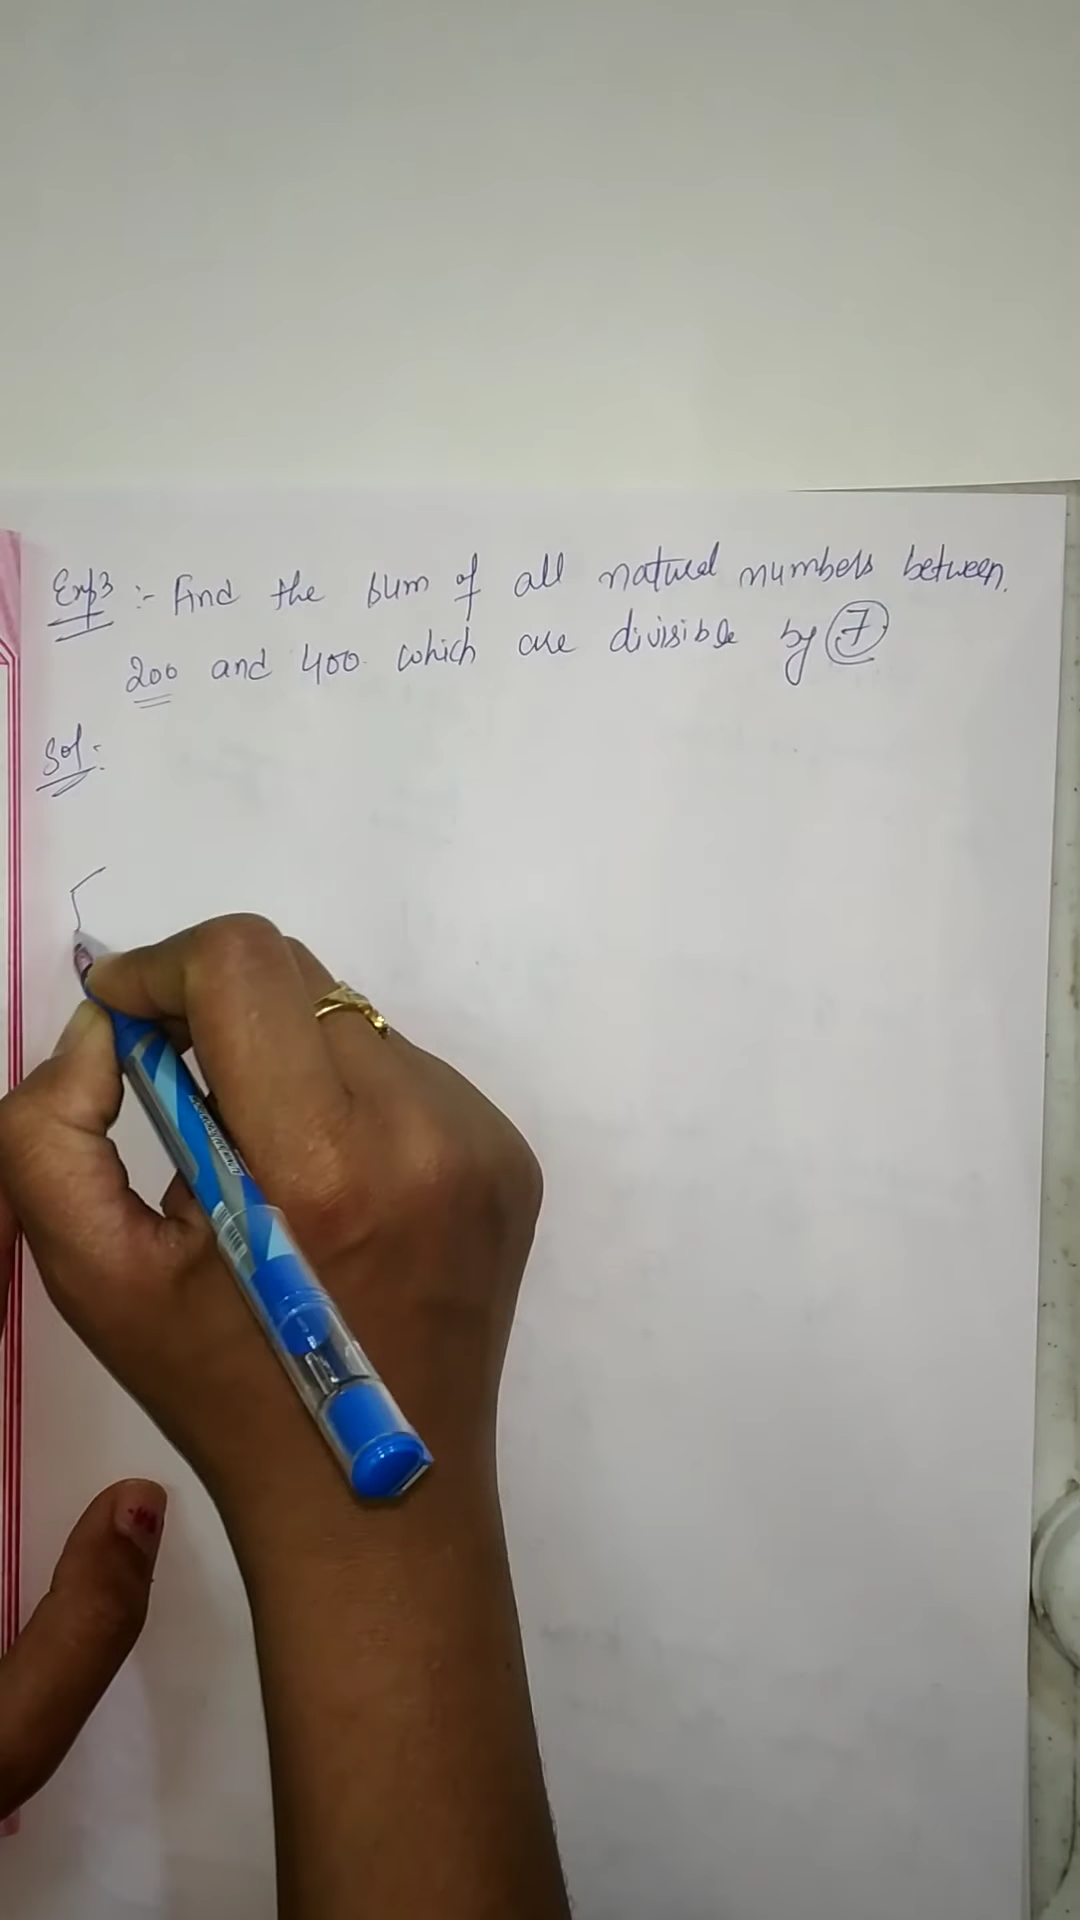 Exp3 :- Find the sum of all natural numbers between.
200 and 400. which are divisible by 7
Sol: